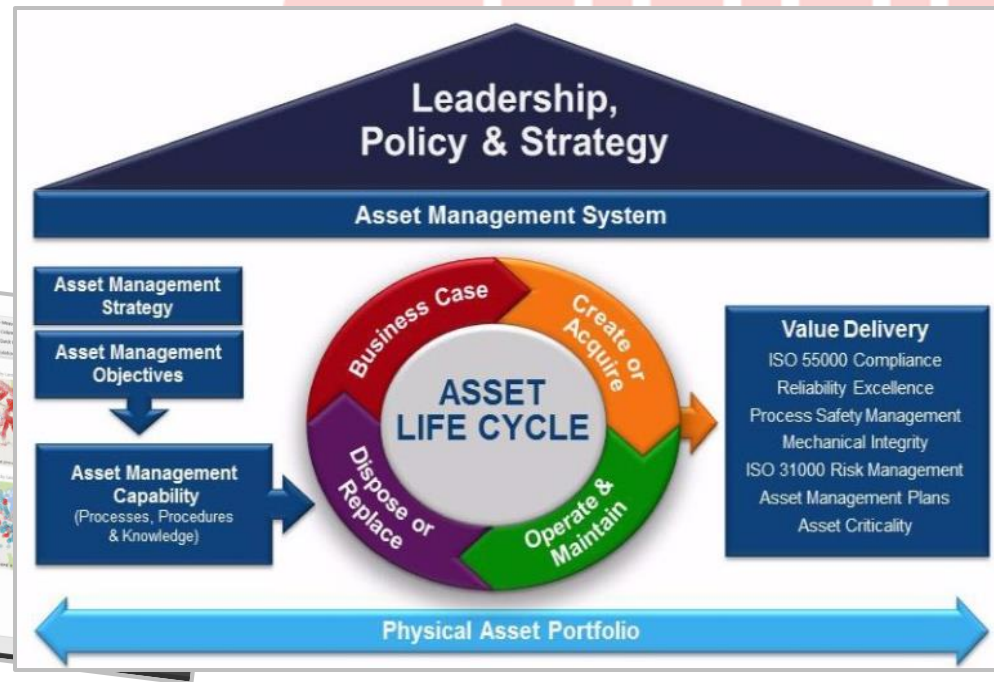 Leadership,
Policy & Strategy
Asset Management System
Asset Management
Strategy
Asset Management
Objectives
Asset Management
Capability
(Processes, Procedures
& Knowledge)
Business Case
Create or
Acquire
ASSET
LIFE CYCLE
Dispose or
Replace
Operate &
Maintain
Value Delivery
ISO 55000 Compliance
Reliability Excellence
Process Safety Management
Mechanical Integrity
ISO 31000 Risk Management
Asset Management Plans
Asset Criticality
Physical Asset Portfolio